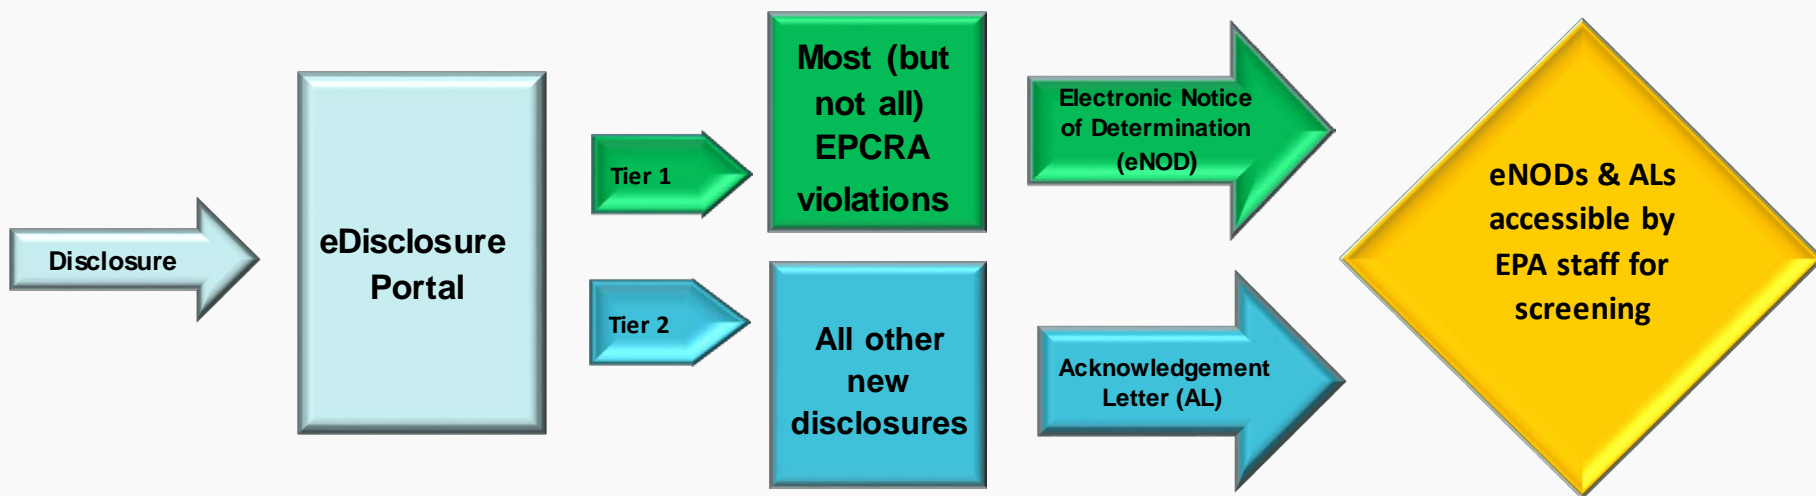 Disclosure
eDisclosure
Portal
Tier 1
Most (but
not all)
EPCRA
violations
Electronic Notice
of Determination
(eNOD)
Tier 2
All other
new
disclosures
Acknowledgement
Letter (AL)
eNODs & ALs
accessible by
EPA staff for
screening